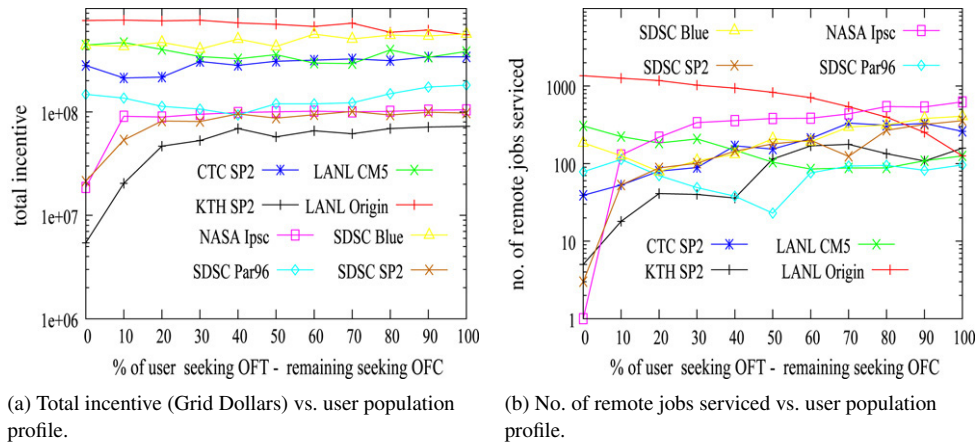 total incentive
1e+08
1e+07
1e+06
CTC SP2
LANL CM5
KTH SP2
LANL Origin
NASA Ipsc
SDSC Blue
SDSC Par96
SDSC SP2
0 10 20 30 40 50 60 70 80 90 100
% of user seeking OFT - remaining seeking OFC
(a) Total incentive (Grid Dollars) vs. user population
profile.
no. of remote jobs serviced
1000
100
10
1
SDSC Blue
NASA Ipsc
SDSC SP2
SDSC Par96
CTC SP2
LANL CM5
KTH SP2
LANL Origin
0 10 20 30 40 50 60 70 80 90 100
% of user seeking OFT - remaining seeking OFC
(b) No. of remote jobs serviced vs. user population
profile.